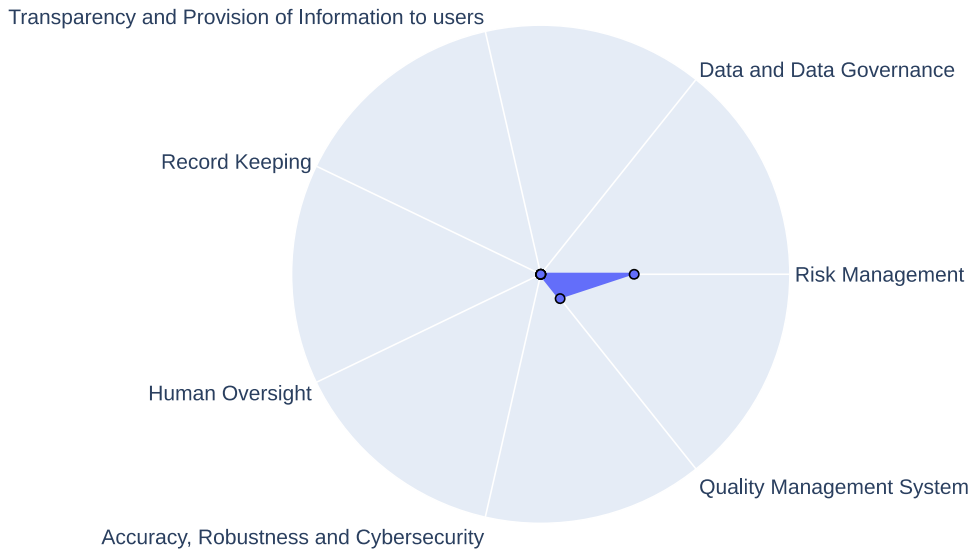 Transparency and Provision of Information to users
Data and Data Governance
Record Keeping
Risk Management
Human Oversight
Quality Management System
Accuracy, Robustness and Cybersecurity